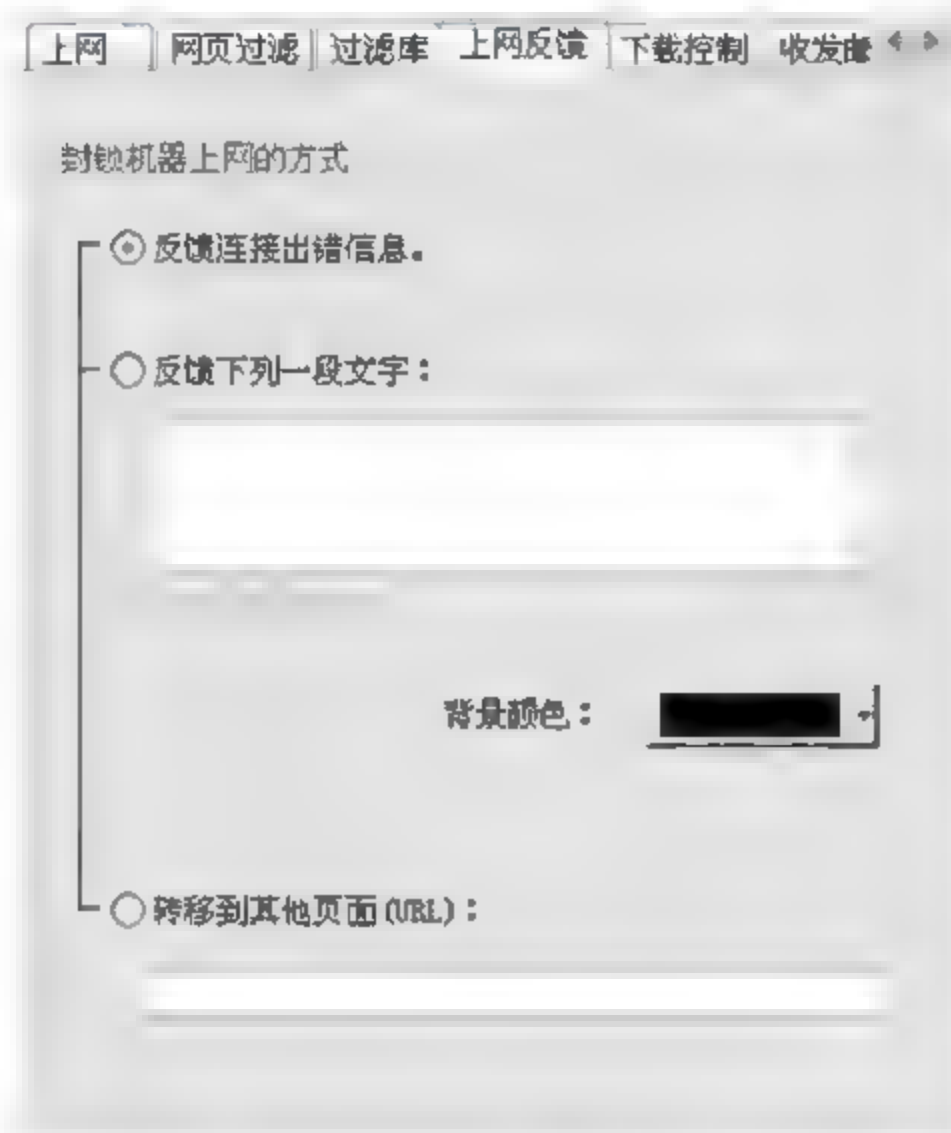 上网 网页过滤 过滤库 上网反馈 下载控制 收发
封锁机器上网的方式
反馈连接出错信息。
反馈下列一段文字：
背景颜色：
转移到其他页面(URL)：